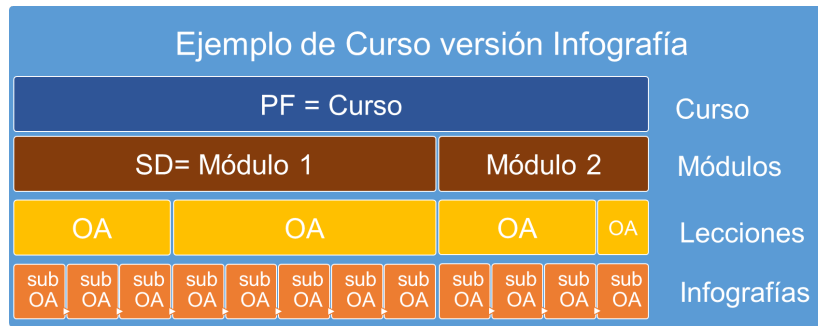 Ejemplo de Curso versión Infografía
PF = Curso
Curso
SD= Módulo 1
Módulo 2
Módulos
OA
OA
OA
OA
Lecciones
sub OA
sub OA
sub OA
sub OA
sub OA
sub OA
sub OA
sub OA
sub OA
sub OA
sub OA
sub OA
Infografías